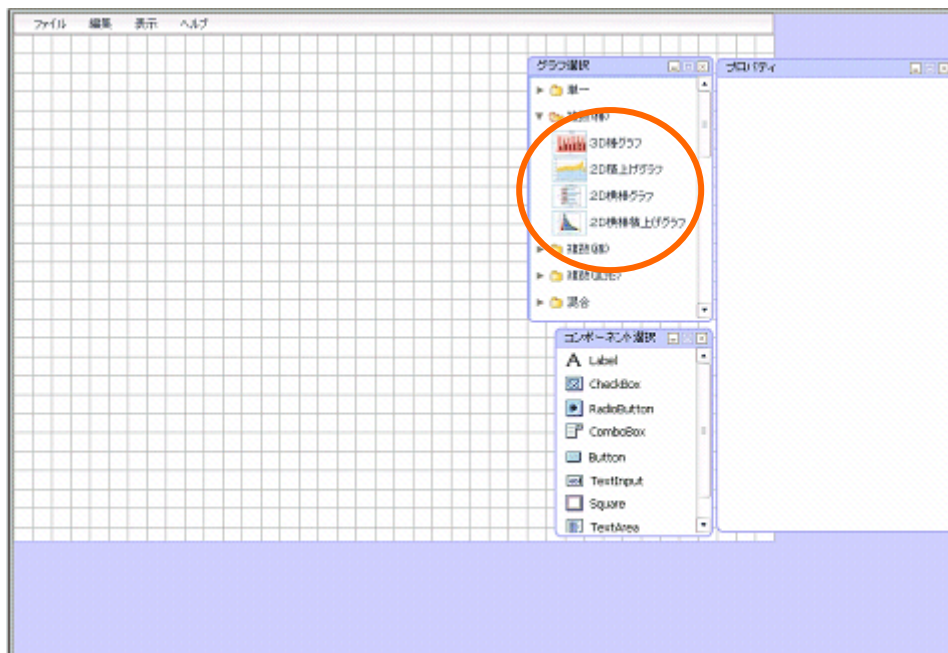 ファイル 編集 表示 ヘルプ
グラフ選択
単一
複数(棒)
3D棒グラフ
2D積上げグラフ
2D横棒グラフ
2D横棒積上げグラフ
混合
コンポーネント選択
Label
CheckBox
RadioButton
ComboBox
Button
TextInput
Square
TextArea
プロパティ